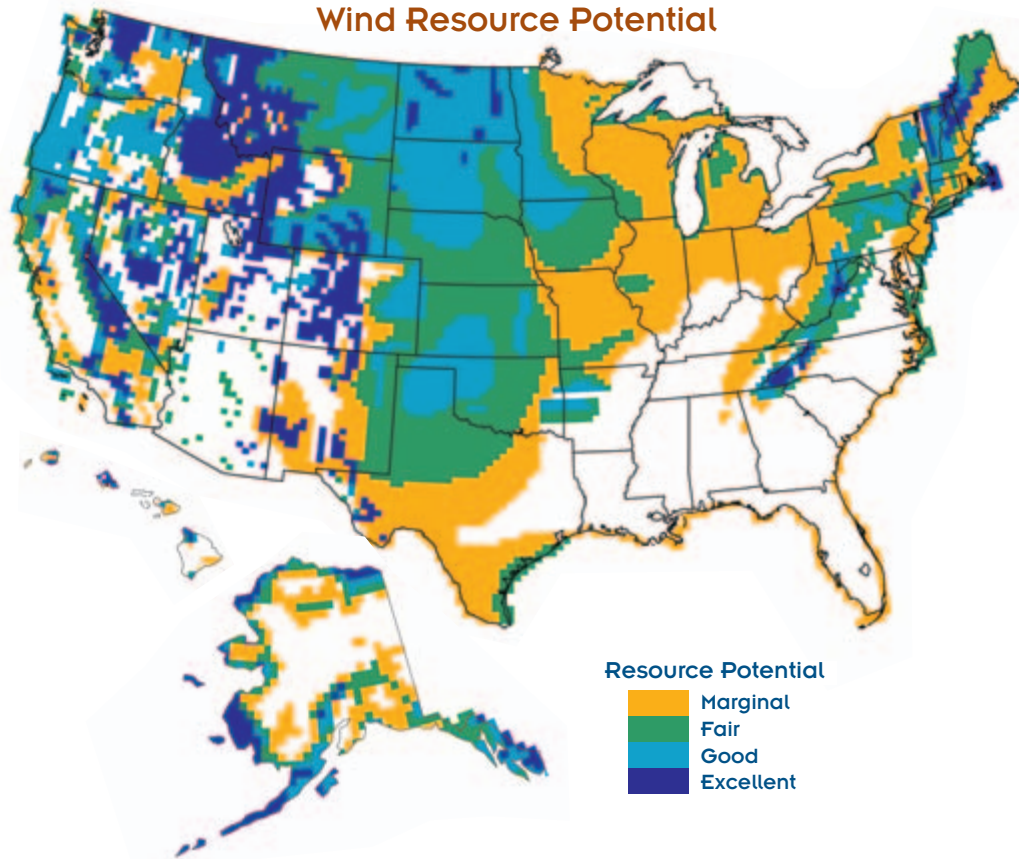 Wind Resource Potential
Resource Potential
Marginal
Fair
Good
Excellent